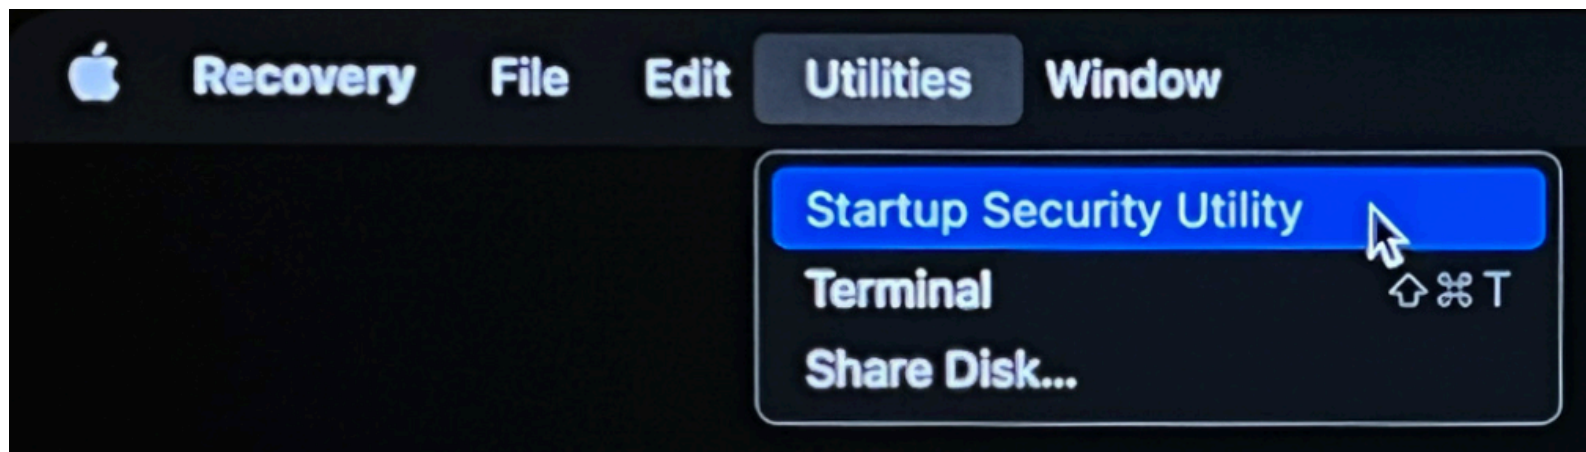 Recovery File Edit Utilities Window
Startup Security Utility
Terminal ⇧⌘T
Share Disk...